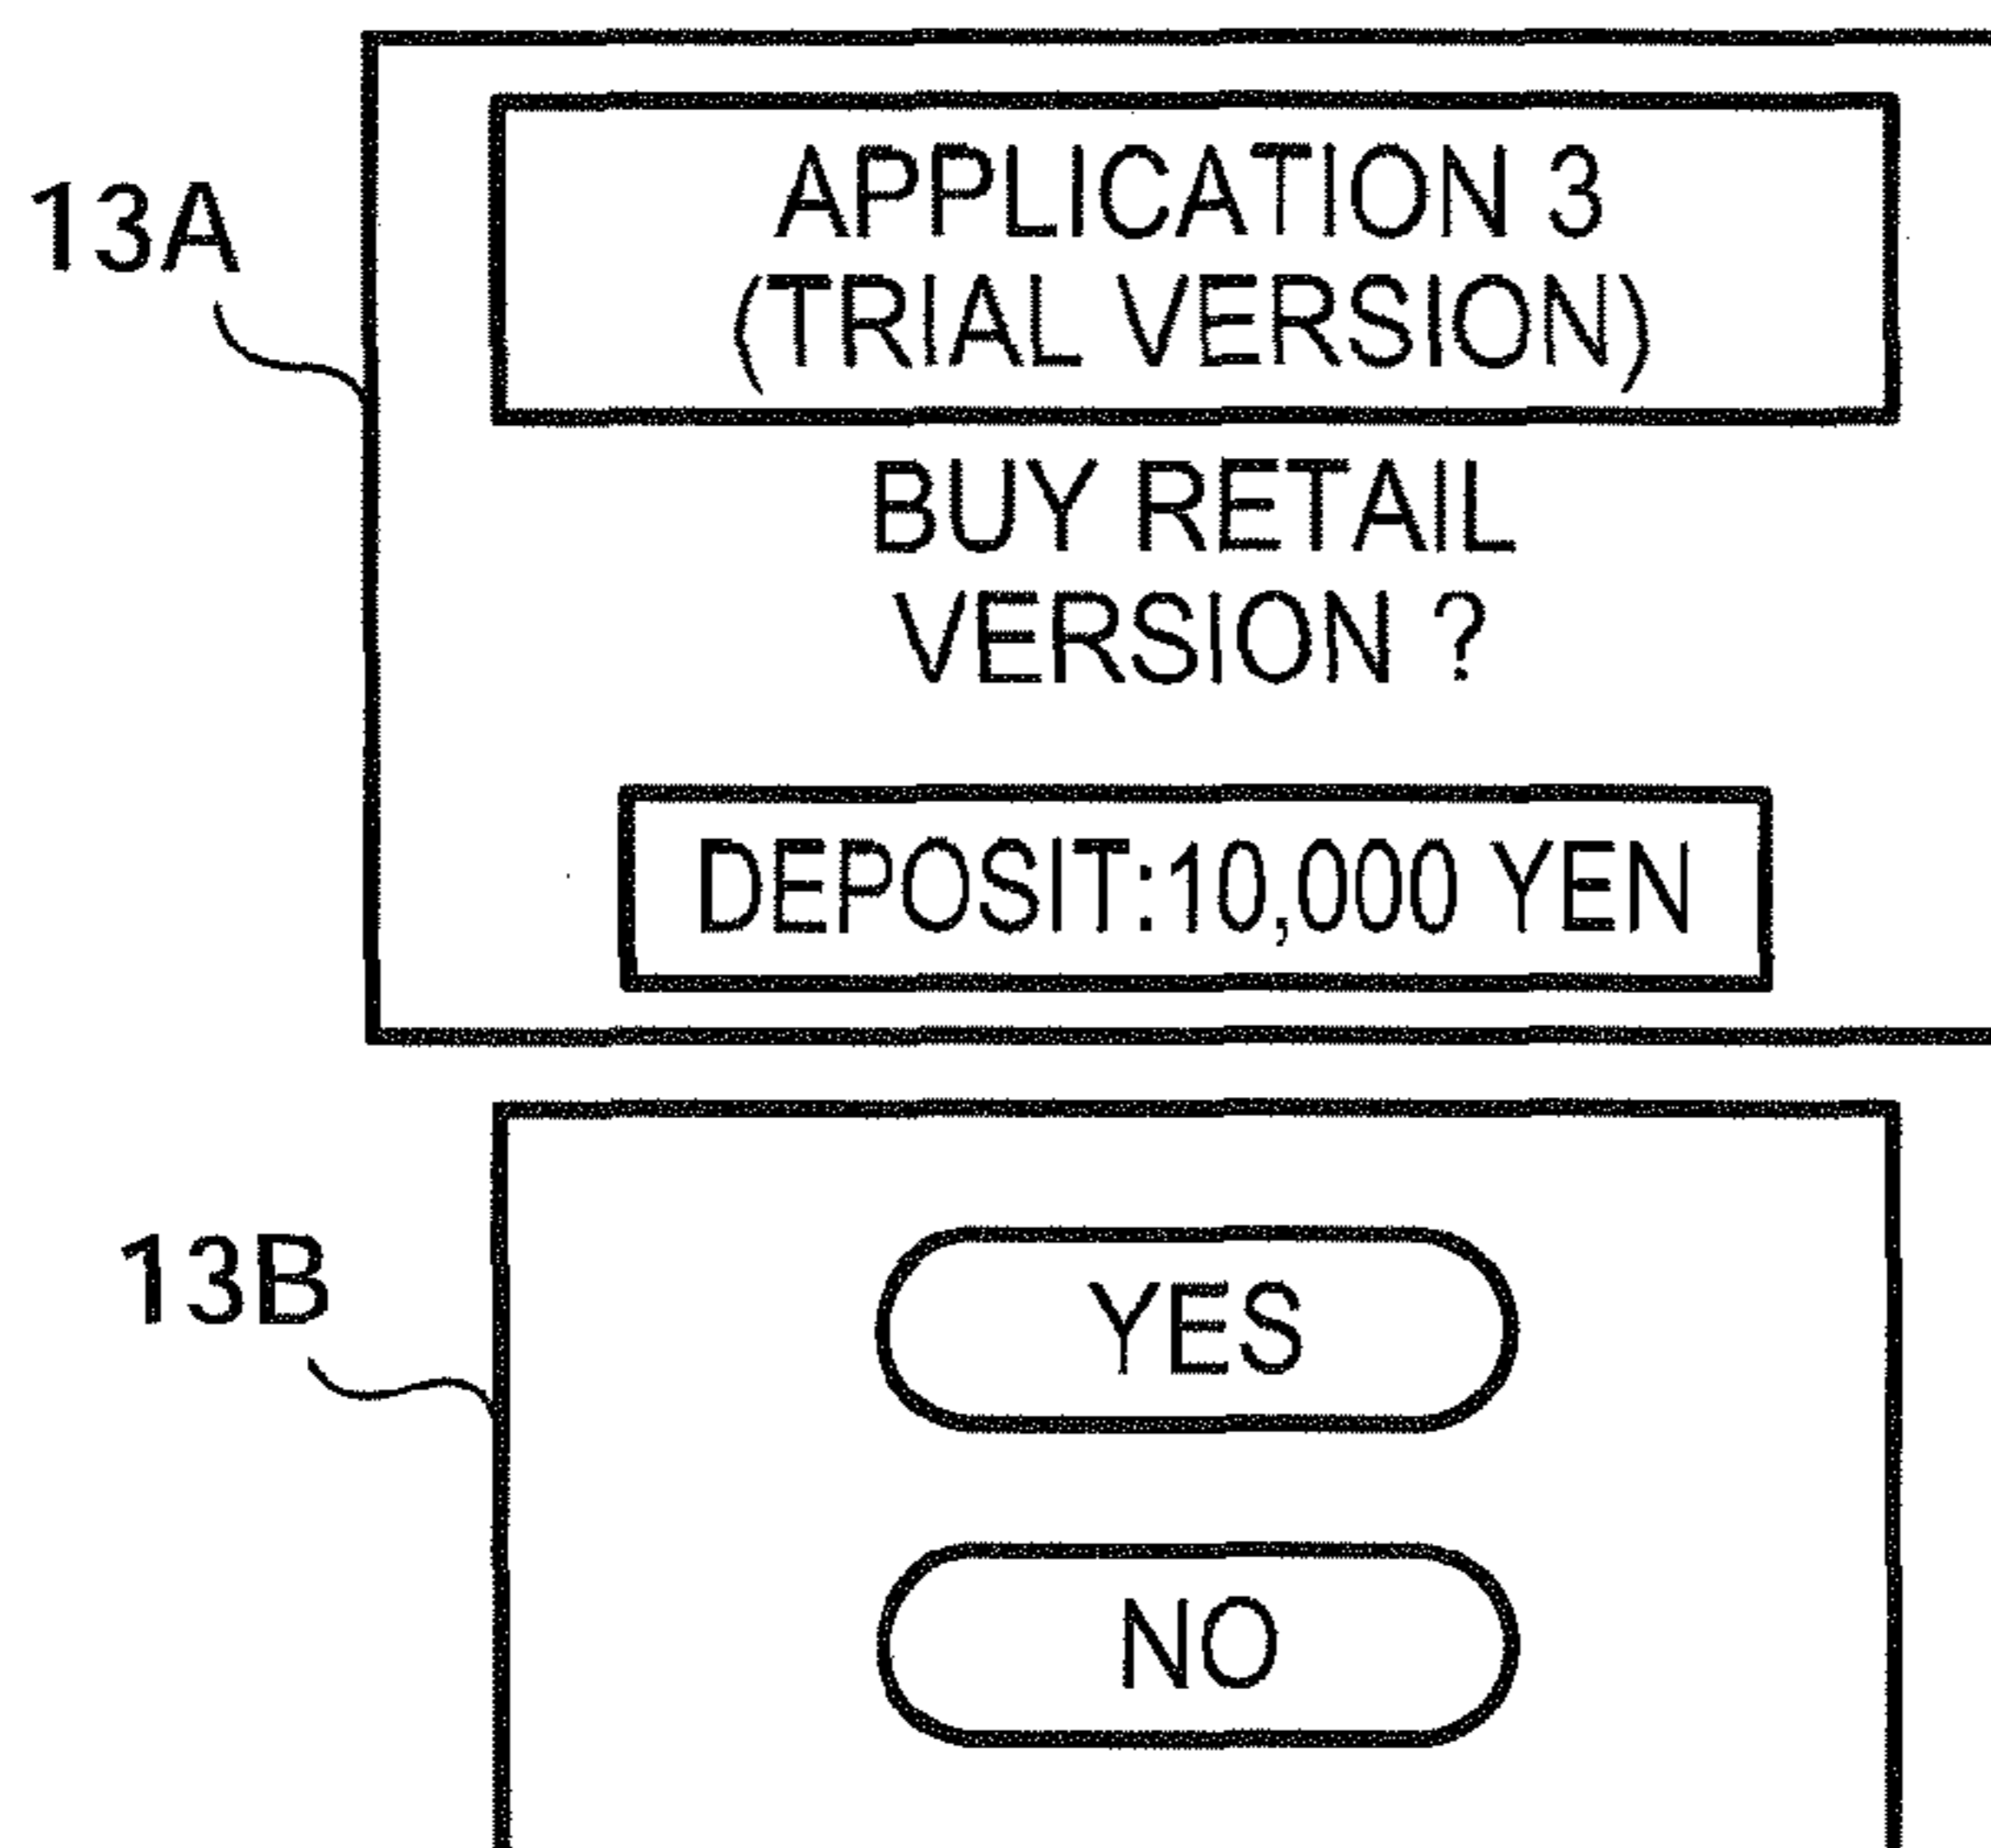 13A
APPLICATION 3
(TRIAL VERSION)
BUY RETAIL
VERSION ?
DEPOSIT:10,000 YEN
13B
YES
NO